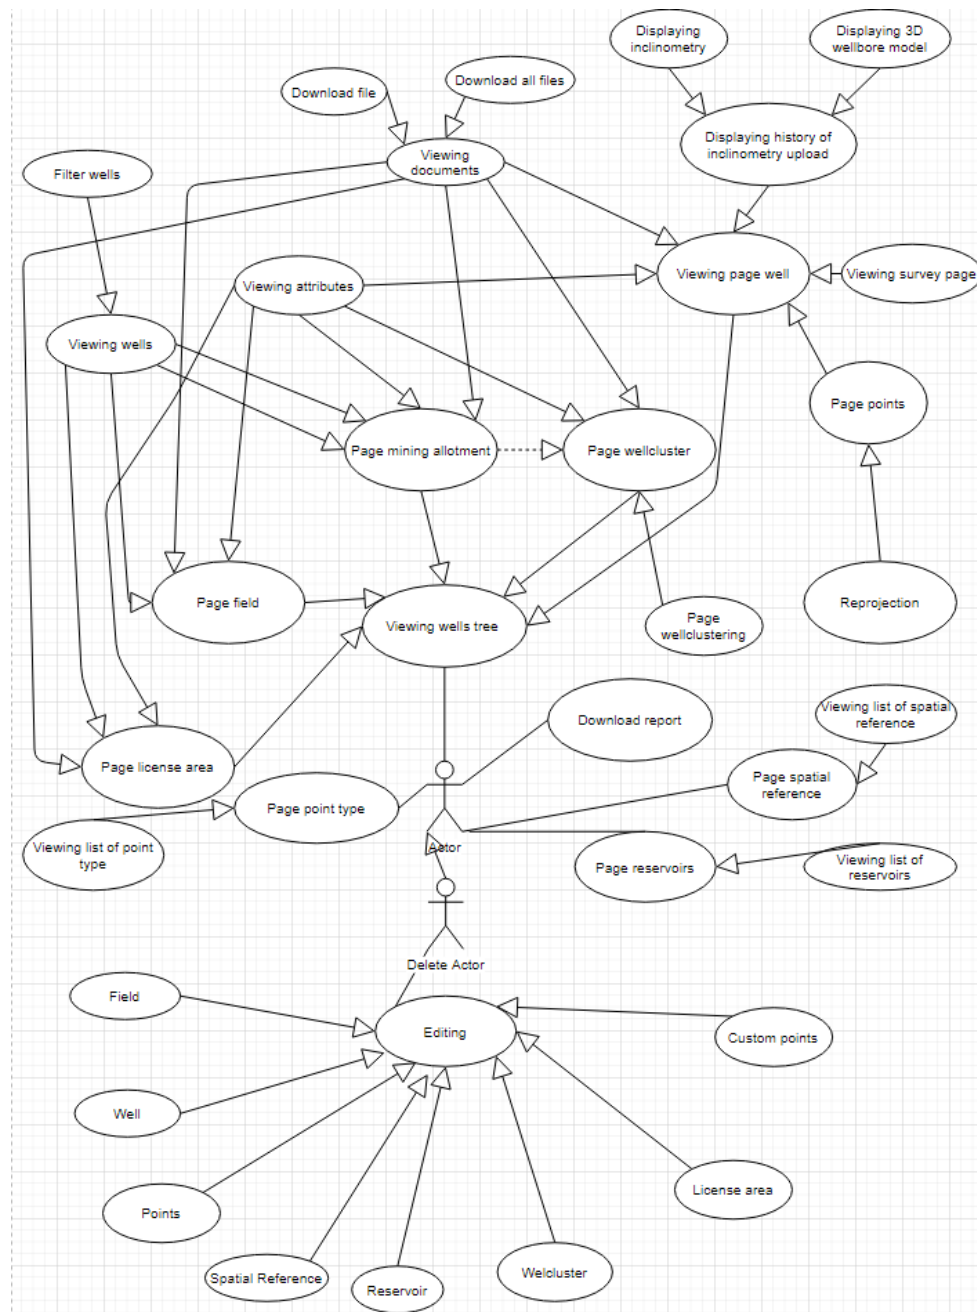 Displaying
inclinometry
Displaying 3D
wellbore model
Download file
Download all files
Displaying history of
inclinometry upload
Viewing
documents
Filter wells
Viewing page well
Viewing survey page
Viewing attributes
Viewing wells
Page points
Page mining allotment
Page wellcluster
Page field
Viewing wells tree
Page
wellclustering
Reprojection
Viewing list of spatial
reference
Download report
Page license area
Page spatial
reference
Page point type
Viewing list of point
type
Actor
Page reservoirs
Viewing list of
reservoirs
Delete Actor
Field
Editing
Custom points
Well
License area
Points
Spatial Reference
Reservoir
Welcluster